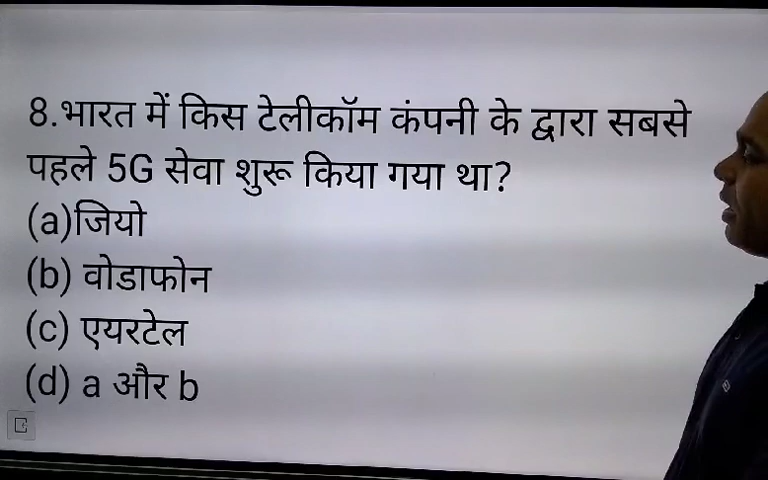 8.भारत में किस टेलीकॉम कंपनी के द्वारा सबसे
पहले 5G सेवा शुरू किया गया था?
(a)जियो
(b) वोडाफोन
(c) एयरटेल
(d) a और b